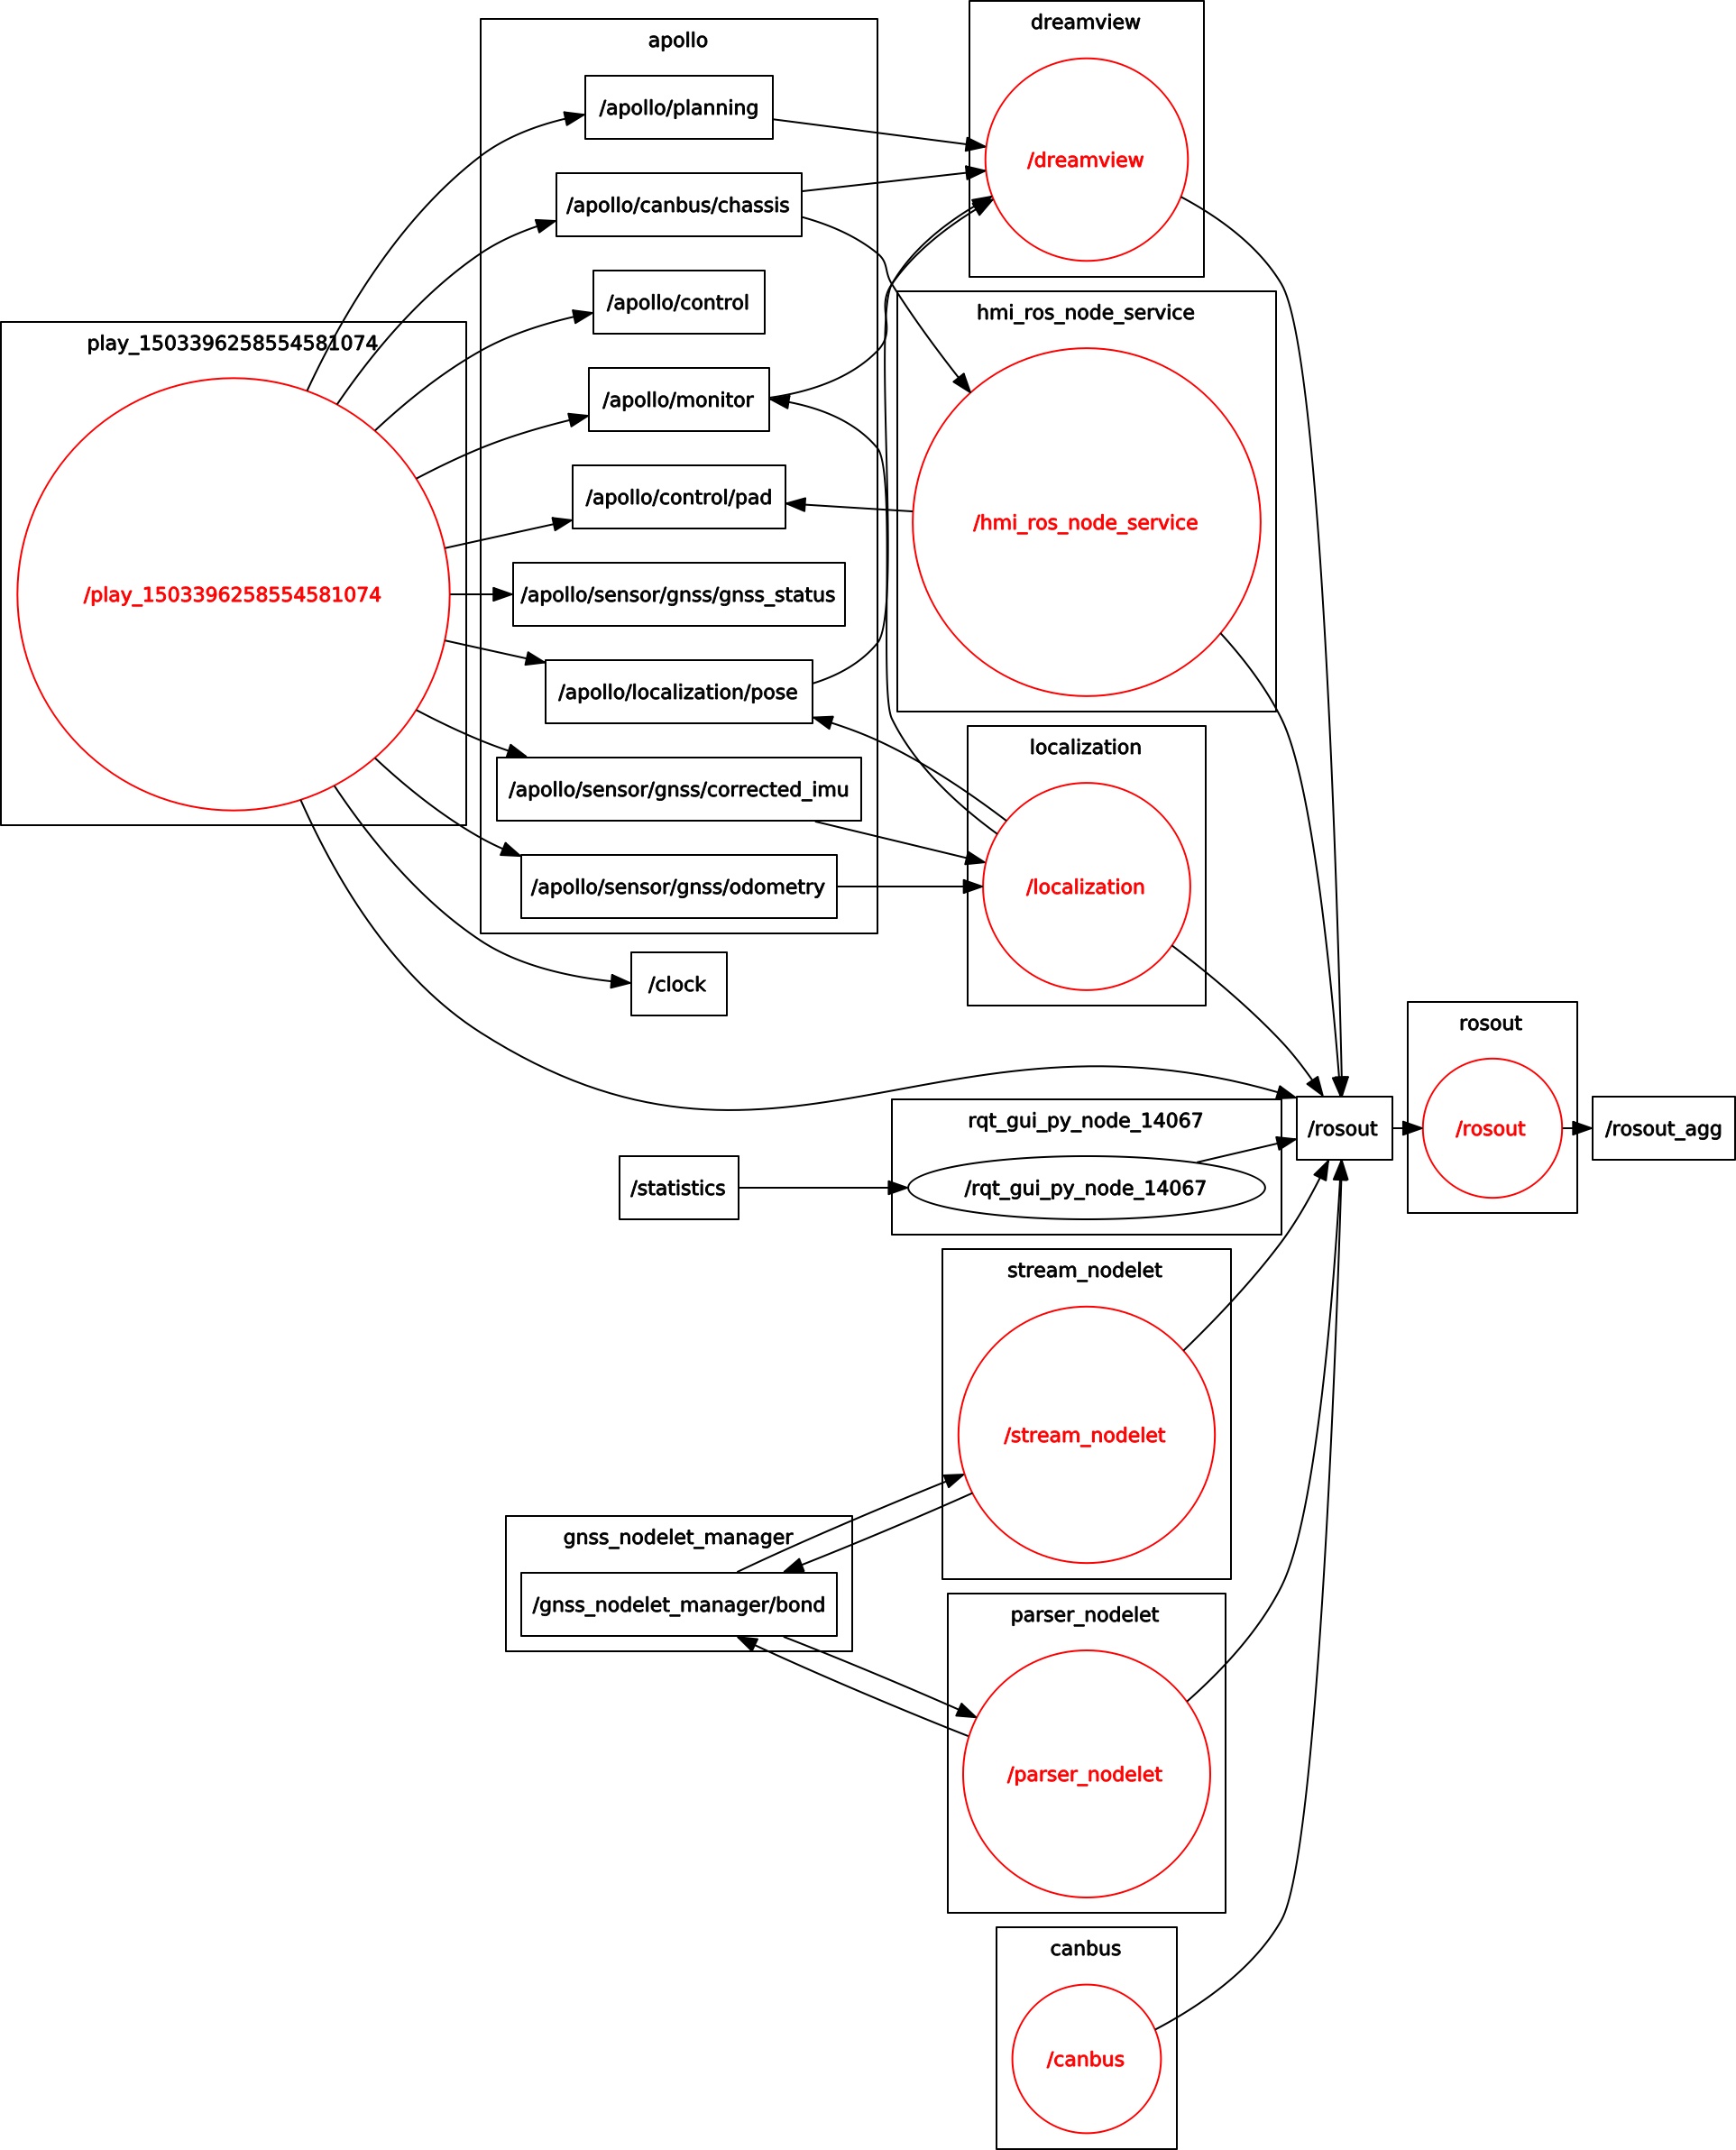 apollo
/apollo/planning
/apollo/canbus/chassis
/apollo/control
/apollo/monitor
/apollo/control/pad
/apollo/sensor/gnss/gnss_status
/apollo/localization/pose
/apollo/sensor/gnss/corrected_imu
/apollo/sensor/gnss/odometry
play_1503396258554581074
/play_1503396258554581074
dreamview
/dreamview
hmi_ros_node_service
/hmi_ros_node_service
localization
/localization
/clock
rosout
/rosout
/rosout
/rosout_agg
rqt_gui_py_node_14067
/rqt_gui_py_node_14067
/statistics
stream_nodelet
/stream_nodelet
gnss_nodelet_manager
/gnss_nodelet_manager/bond
parser_nodelet
/parser_nodelet
canbus
/canbus